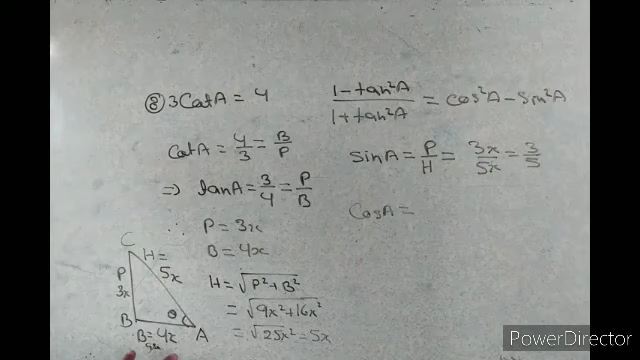 ⑧ 3CotA = 4
CotA = 4/3 = B/P
⇒ tanA = 3/4 = P/B
∴ P = 3x
B = 4x
H = √P²+B²
= √9x²+16x²
= √25x² = 5x
C
H =
5x
P
3x
θ
B
A
B = 4x
1-tan²A/1+tan²A = cos²A - Sin²A
sinA = P/H = 3x/5x = 3/5
CosA =
PowerDirector